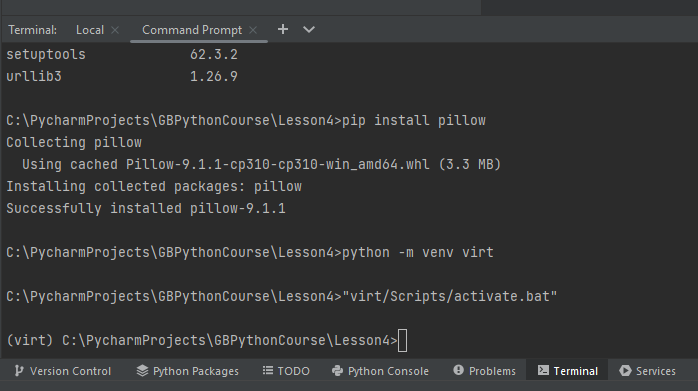 Terminal: Local × Command Prompt × +
setuptools 62.3.2
urllib3 1.26.9
C:\PycharmProjects\GBPythonCourse\Lesson4>pip install pillow
Collecting pillow
Using cached Pillow-9.1.1-cp310-cp310-win_amd64.whl (3.3 MB)
Installing collected packages: pillow
Successfully installed pillow-9.1.1
C:\PycharmProjects\GBPythonCourse\Lesson4>python -m venv virt
C:\PycharmProjects\GBPythonCourse\Lesson4>"virt/Scripts/activate.bat"
(virt) C:\PycharmProjects\GBPythonCourse\Lesson4>
Version Control Python Packages TODO Python Console Problems Terminal Services